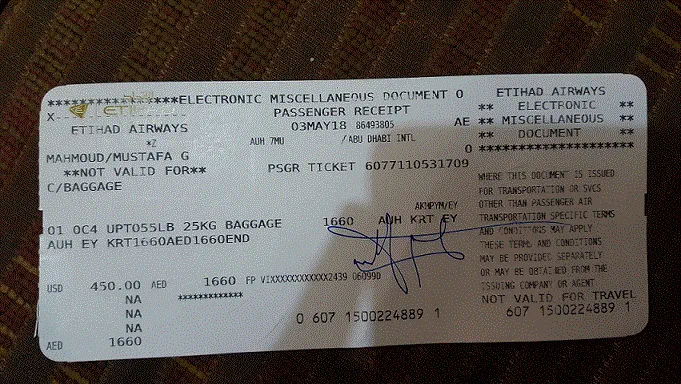 ********************ELECTRONIC MISCELLANEOUS DOCUMENT 0
X
PASSENGER RECEIPT
ETIHAD AIRWAYS
03MAY18 86493805 AE
*Z AUH 7MU /ABU DHABI INTL
0
MAHMOUD/MUSTAFA G
**NOT VALID FOR** PSGR TICKET 6077110531709
C/BAGGAGE
AKMPYM/EY
01 0C4 UPTO55LB 25KG BAGGAGE 1660 AUH KRT EY
AUH EY KRT1660AED1660END
USD 450.00 AED 1660 FP VIXXXXXXXXXXXX2439 060990
NA *************
NA
NA
0 607 1500224889 1
AED 1660
ETIHAD AIRWAYS
** ELECTRONIC **
** MISCELLANEOUS **
** DOCUMENT **
**********************
WHERE THIS DOCUMENT IS ISSUED
FOR TRANSPORTATION OR SVCS
OTHER THAN PASSENGER AIR
TRANSPORTATION SPECIFIC TERMS
AND CONDITIONS MAY APPLY
THESE TERMS AND CONDITIONS
MAY BE PROVIDED SEPARATELY
OR MAY BE OBTAINED FROM THE
ISSUING COMPANY OR AGENT
NOT VALID FOR TRAVEL
607 1500224889 1